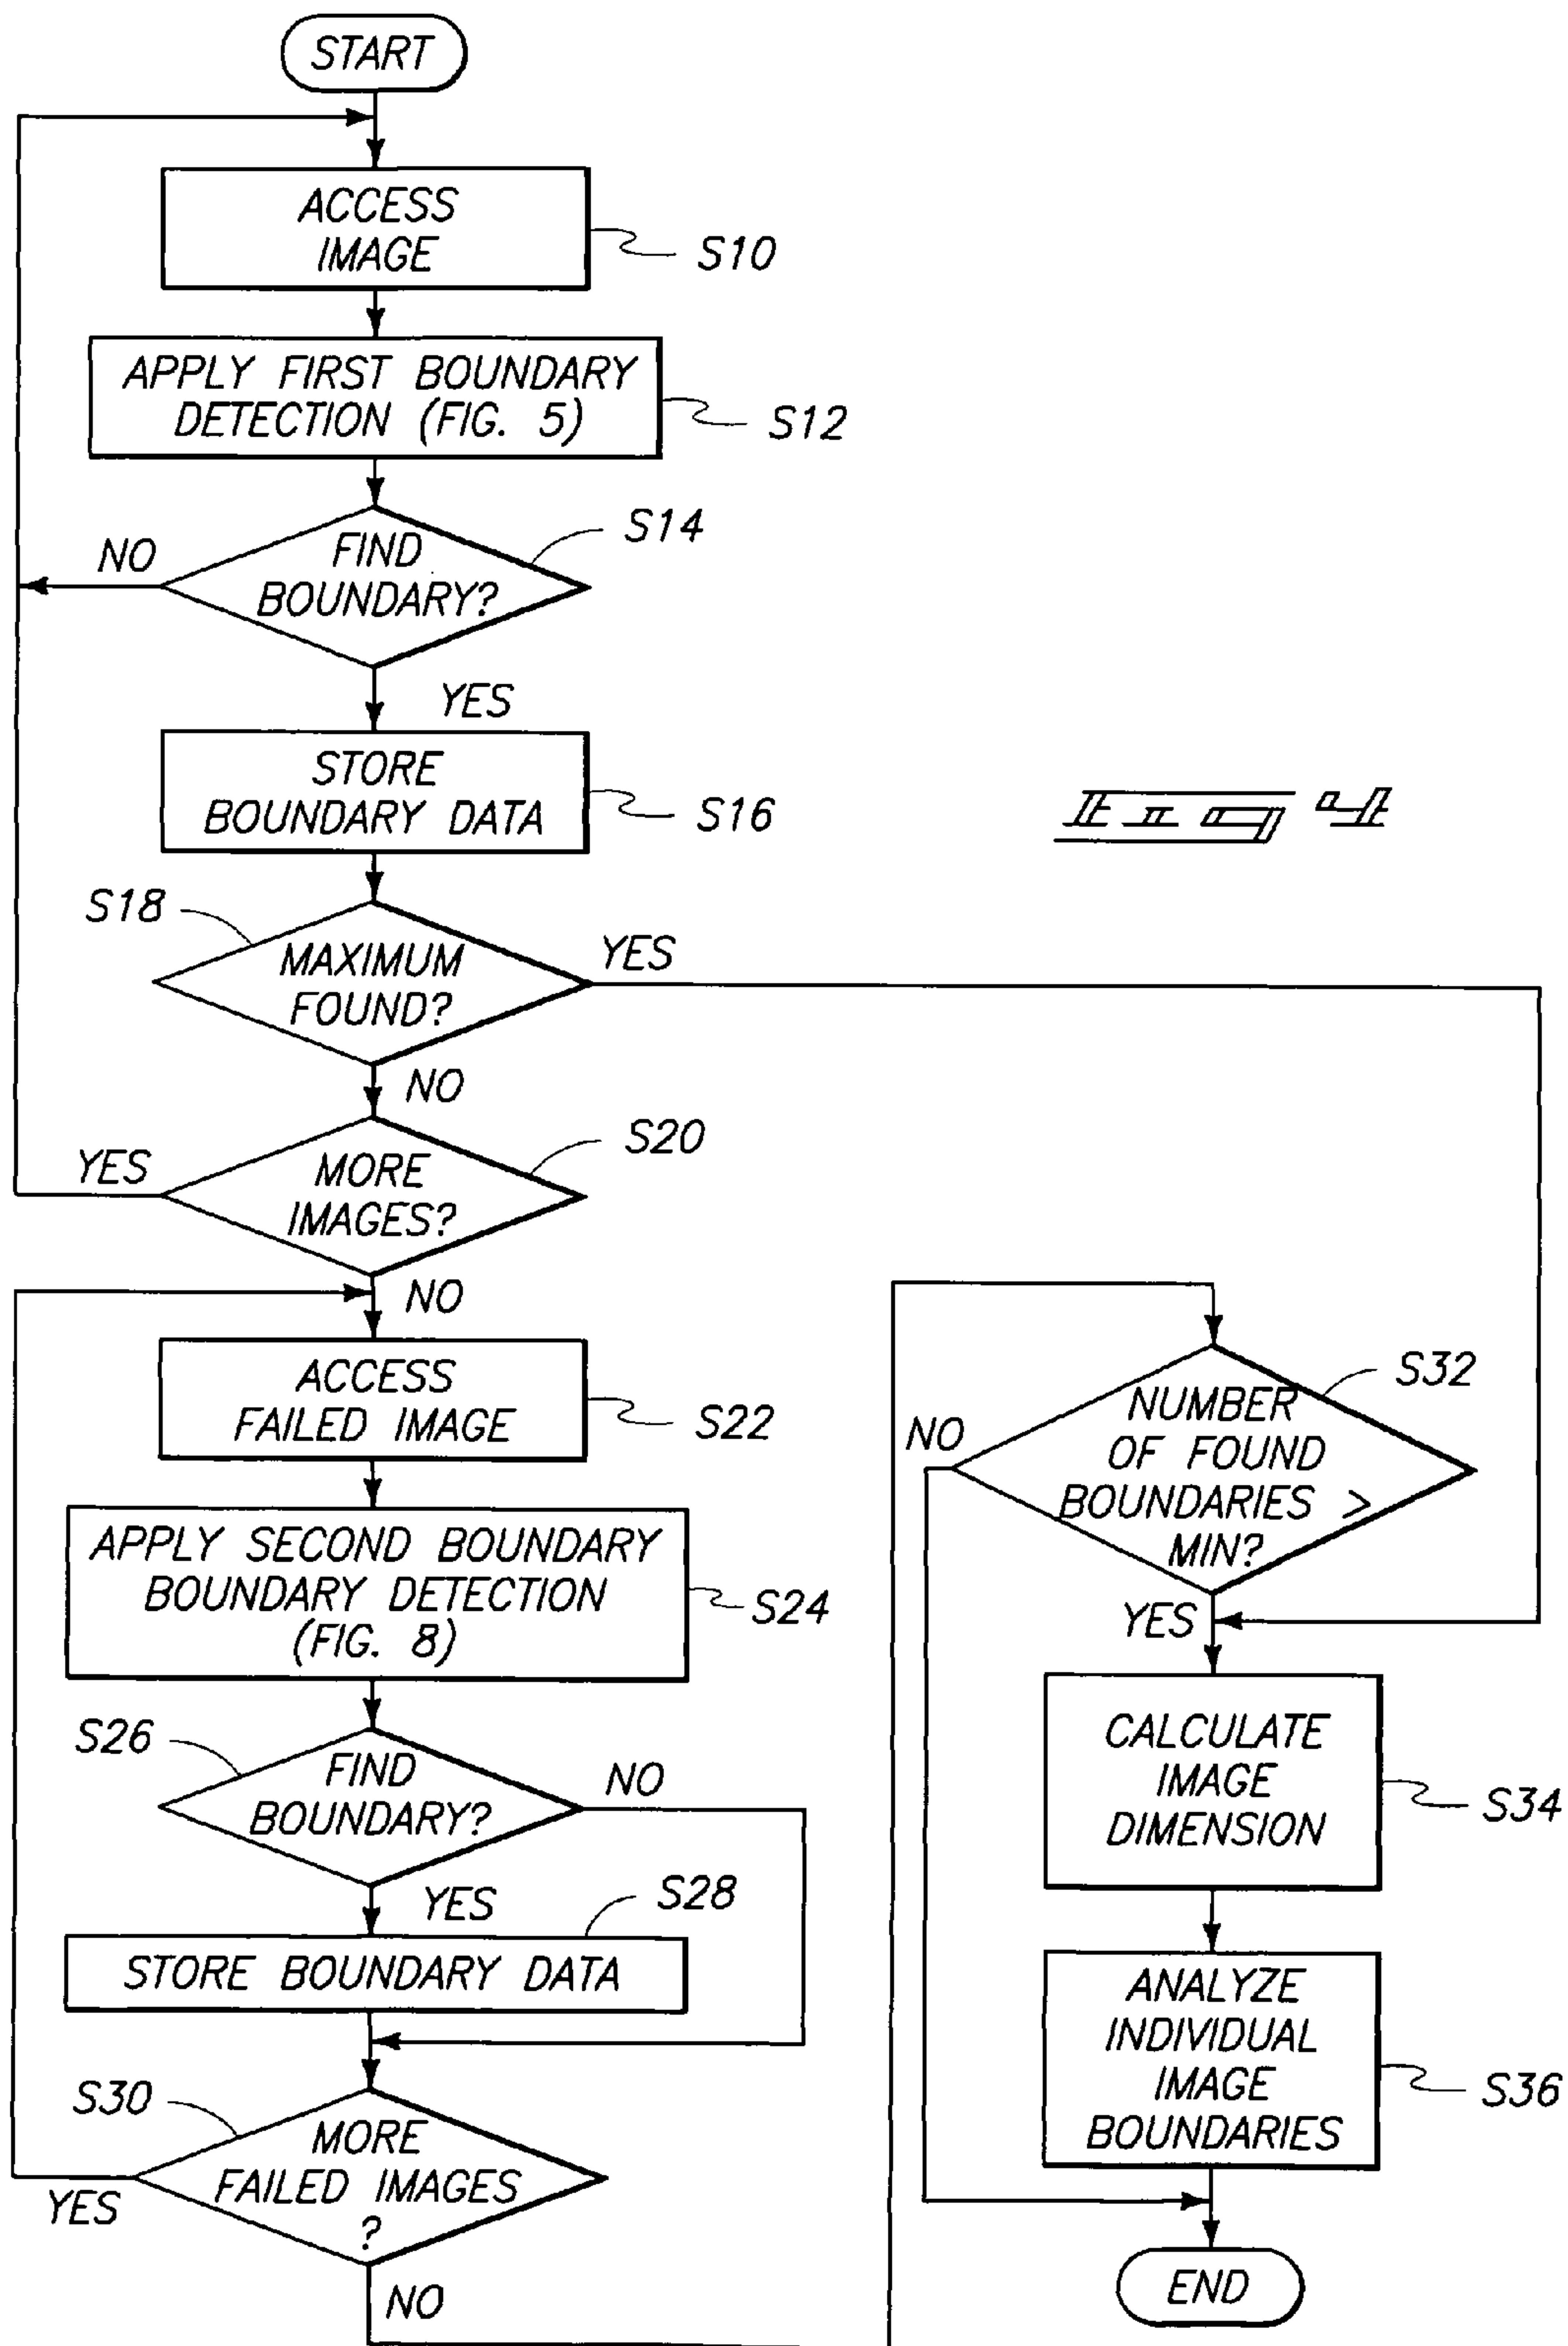 START
ACCESS
IMAGE
S10
APPLY FIRST BOUNDARY
DETECTION (FIG. 5)
S12
FIND
BOUNDARY?
S14
NO
YES
STORE
BOUNDARY DATA
S16
Fig 4
S18
MAXIMUM
FOUND?
YES
NO
MORE
IMAGES?
S20
YES
NO
ACCESS
FAILED IMAGE
S22
APPLY SECOND BOUNDARY
BOUNDARY DETECTION
(FIG. 8)
S24
S26
FIND
BOUNDARY?
NO
YES
S28
STORE BOUNDARY DATA
S30
MORE
FAILED IMAGES
?
YES
NO
S32
NUMBER
OF FOUND
BOUNDARIES >
MIN?
NO
YES
CALCULATE
IMAGE
DIMENSION
S34
ANALYZE
INDIVIDUAL
IMAGE
BOUNDARIES
S36
END